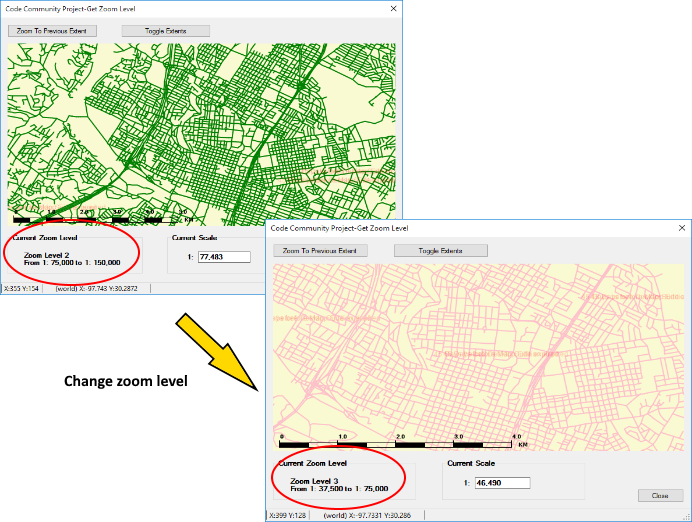 Code Community Project-Get Zoom Level
Zoom To Previous Extent
Toggle Extents
1.0 2.0 3.0 4.0 5.0
KM
Current Zoom Level
Zoom Level 2
From 1: 75,000 to 1: 150,000
Current Scale
1: 77,483
X:355 Y:154 (world) X:-97.743 Y:30.2872
Change zoom level
Code Community Project-Get Zoom Level
Zoom To Previous Extent
Toggle Extents
0 1.0 2.0 3.0 4.0
KM
Current Zoom Level
Zoom Level 3
From 1: 37,500 to 1: 75,000
Current Scale
1: 46,490
Close
X:399 Y:128 (world) X:-97.7331 Y:30.286